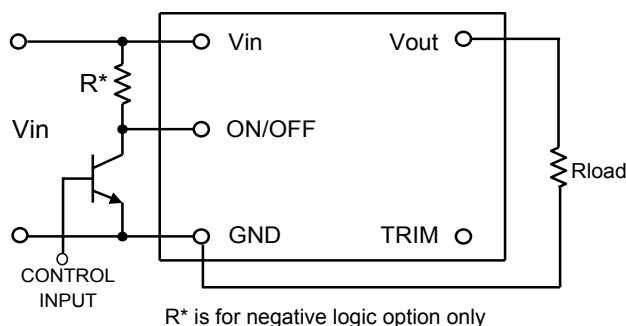 Vin
Vout
R*
Vin
ON/OFF
Rload
GND
TRIM
CONTROL
INPUT
R* is for negative logic option only